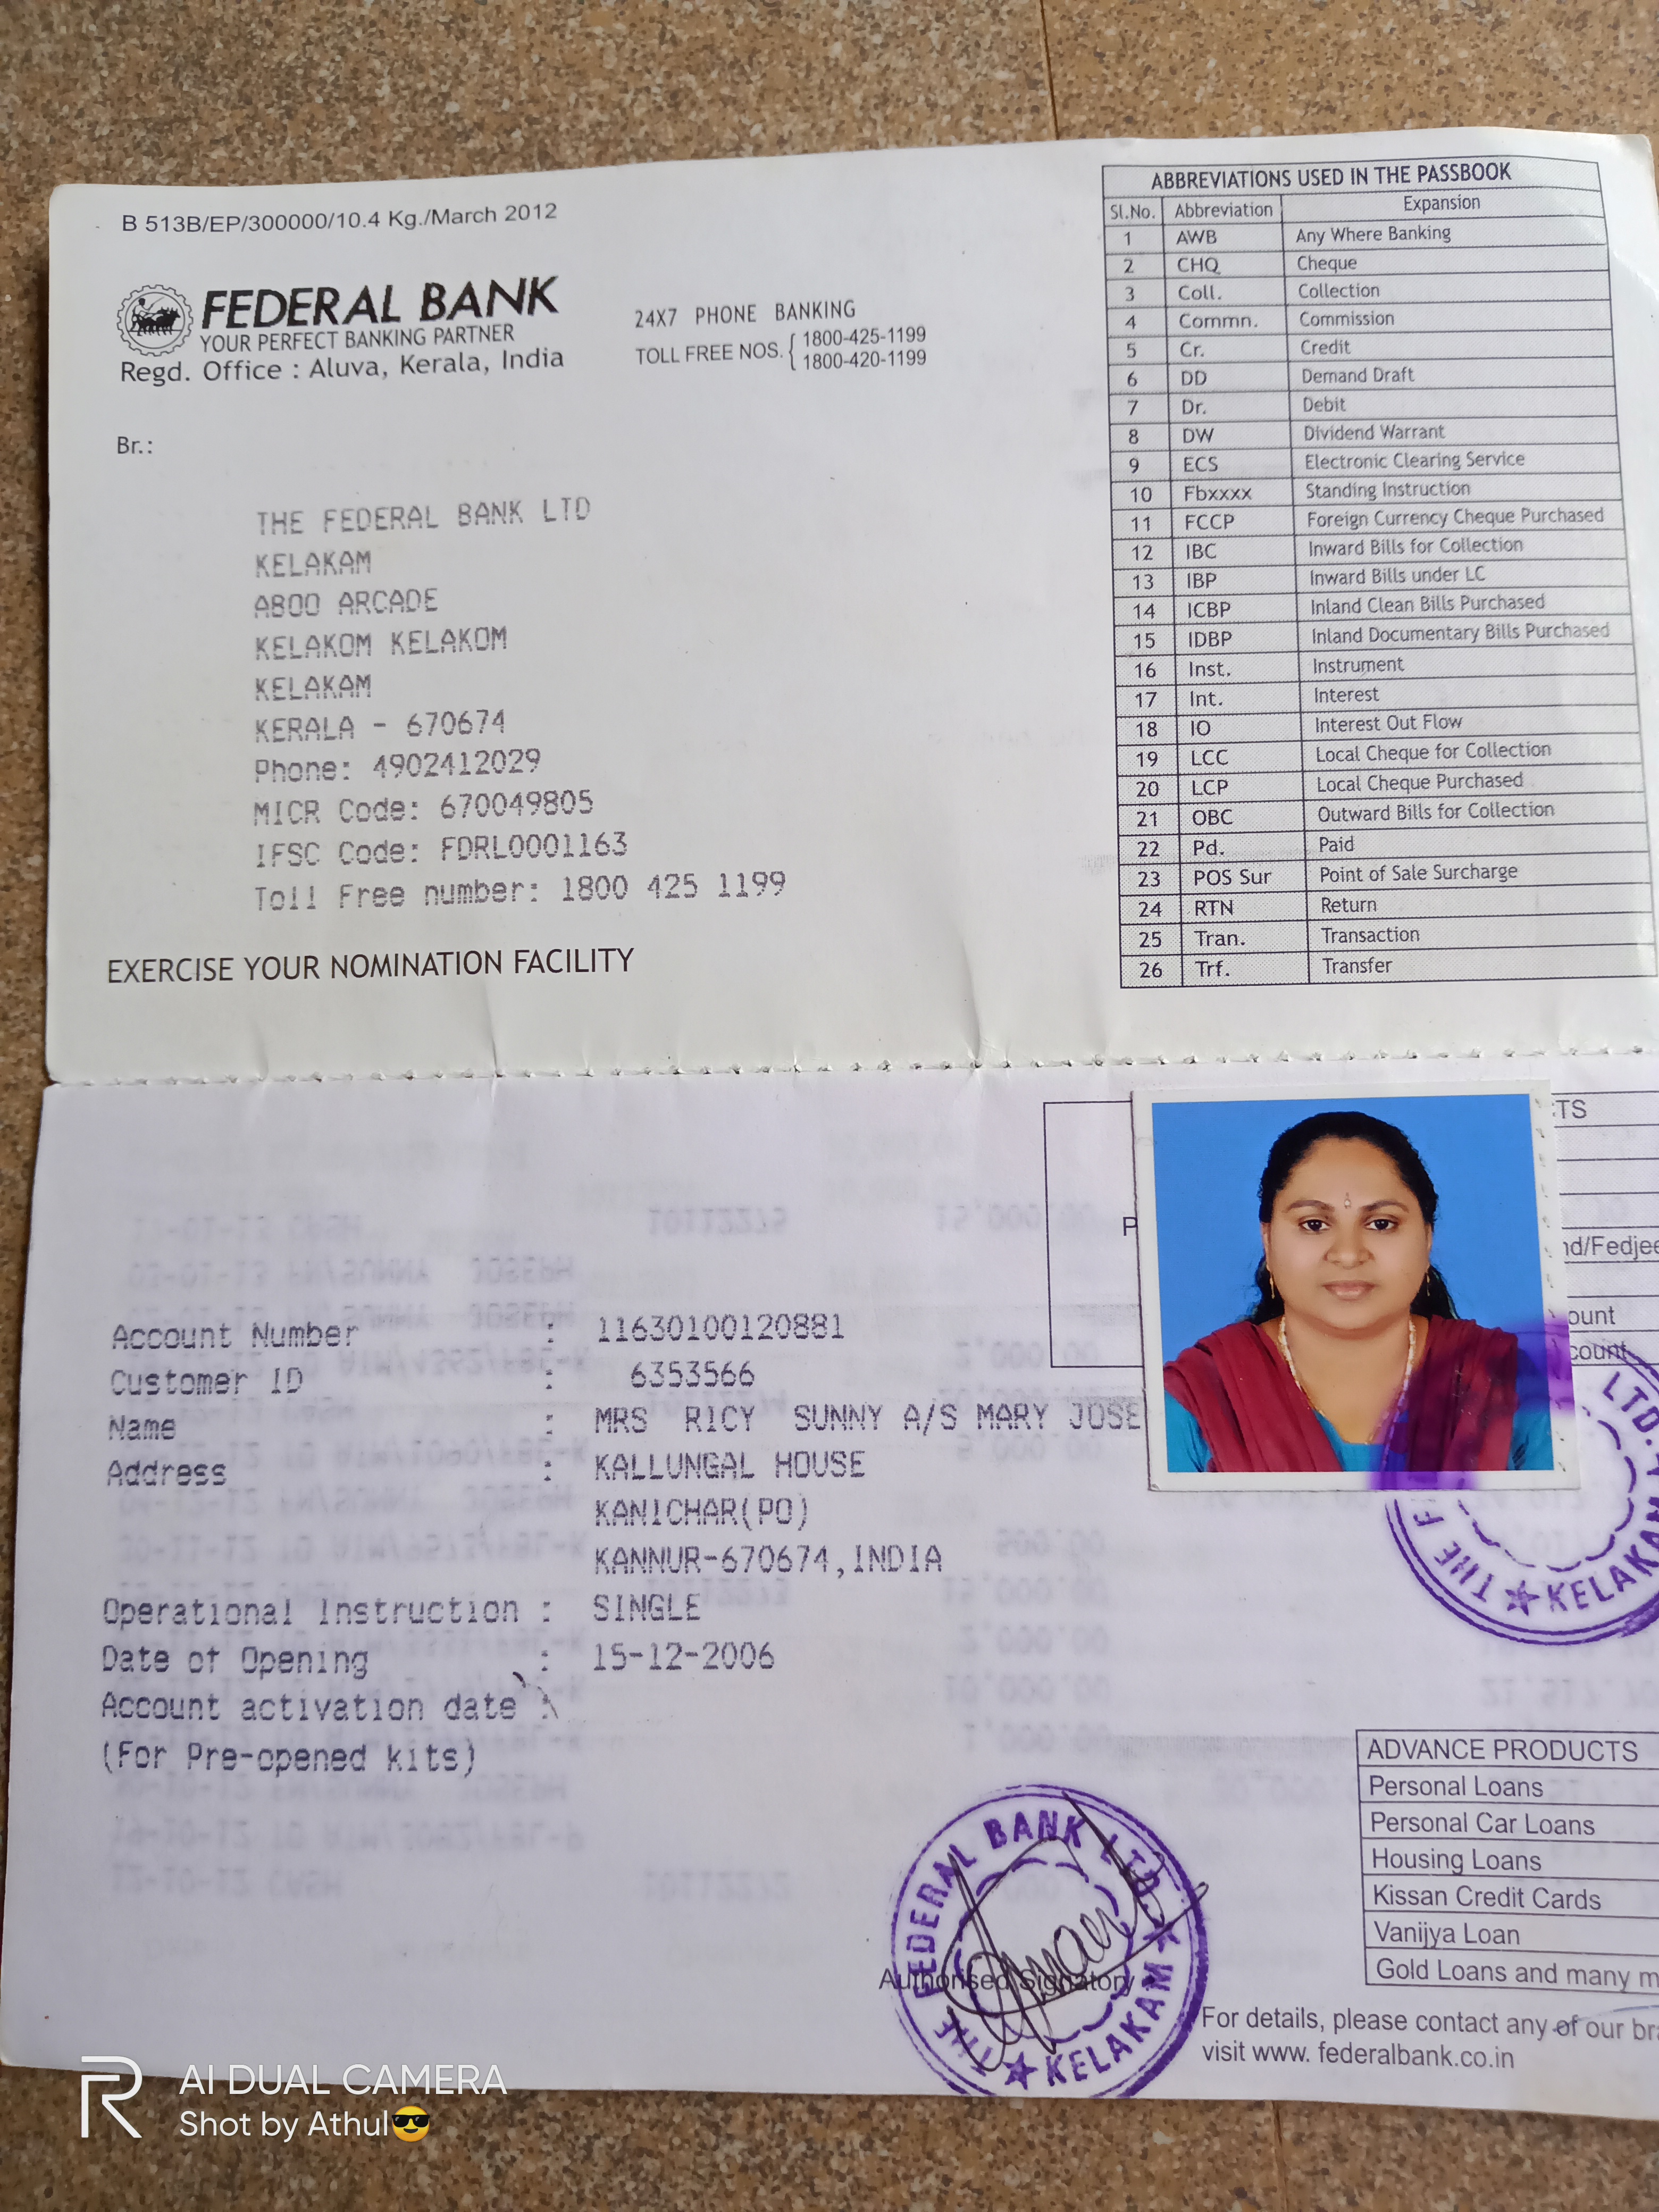 B 513B/EP/300000/10.4 Kg./March 2012
FEDERAL BANK
YOUR PERFECT BANKING PARTNER
Regd. Office : Aluva, Kerala, India
24X7 PHONE BANKING
TOLL FREE NOS. { 1800-425-1199
1800-420-1199
Br.:
THE FEDERAL BANK LTD
KELAKAM
ABOO ARCADE
KELAKOM KELAKOM
KELAKAM
KERALA - 670674
Phone: 4902412029
MICR Code: 670049805
IFSC Code: FDRL0001163
Toll Free number: 1800 425 1199
EXERCISE YOUR NOMINATION FACILITY
ABBREVIATIONS USED IN THE PASSBOOK
Sl.No. Abbreviation Expansion
1 AWB Any Where Banking
2 CHQ Cheque
3 Coll. Collection
4 Commn. Commission
5 Cr. Credit
6 DD Demand Draft
7 Dr. Debit
8 DW Dividend Warrant
9 ECS Electronic Clearing Service
10 Fbxxxx Standing Instruction
11 FCCP Foreign Currency Cheque Purchased
12 IBC Inward Bills for Collection
13 IBP Inward Bills under LC
14 ICBP Inland Clean Bills Purchased
15 IDBP Inland Documentary Bills Purchased
16 Inst. Instrument
17 Int. Interest
18 IO Interest Out Flow
19 LCC Local Cheque for Collection
20 LCP Local Cheque Purchased
21 OBC Outward Bills for Collection
22 Pd. Paid
23 POS Sur Point of Sale Surcharge
24 RTN Return
25 Tran. Transaction
26 Trf. Transfer
Account Number : 11630100120881
Customer ID : 6353566
Name : MRS RICY SUNNY A/S MARY JOSE
Address : KALLUNGAL HOUSE
KANICHAR(PO)
KANNUR-670674,INDIA
Operational Instruction : SINGLE
Date of Opening : 15-12-2006
Account activation date :
(For Pre-opened kits)
THE F LTD. ★ KELAKAM
ADVANCE PRODUCTS
Personal Loans
Personal Car Loans
Housing Loans
Kissan Credit Cards
Vanijya Loan
Gold Loans and many m
THE FEDERAL BANK LTD. ★ KELAKAM ★
Authorised Signatory
For details, please contact any of our bra
visit www. federalbank.co.in
AI DUAL CAMERA
Shot by Athul😎